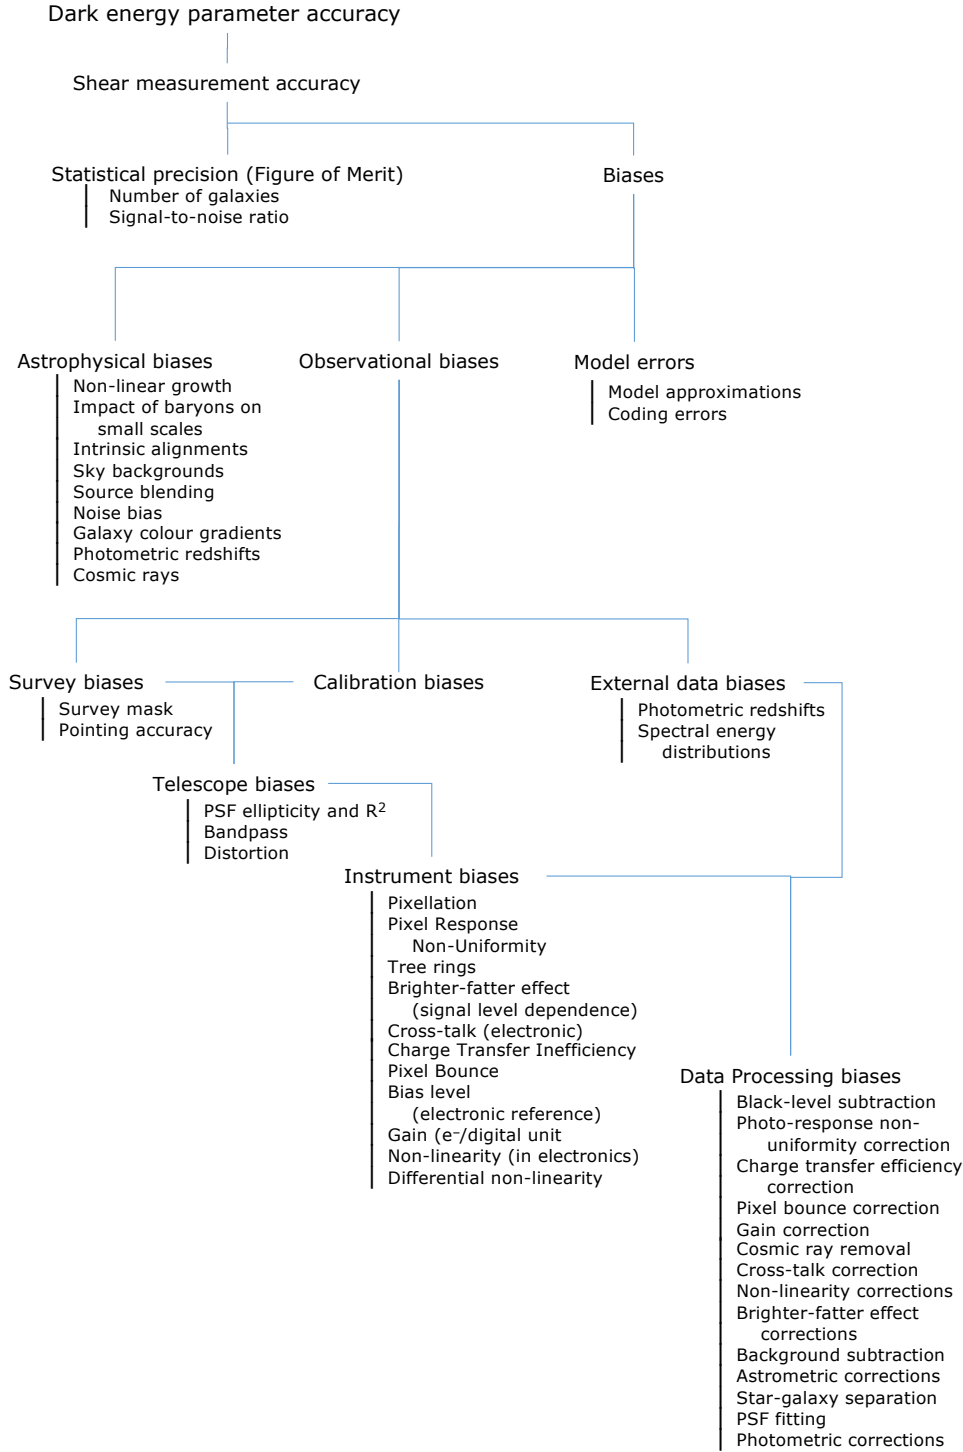 Dark energy parameter accuracy
Shear measurement accuracy
Statistical precision (Figure of Merit)
Number of galaxies
Signal-to-noise ratio
Biases
Astrophysical biases
Non-linear growth
Impact of baryons on
small scales
Intrinsic alignments
Sky backgrounds
Source blending
Noise bias
Galaxy colour gradients
Photometric redshifts
Cosmic rays
Observational biases
Model errors
Model approximations
Coding errors
Survey biases
Survey mask
Pointing accuracy
Calibration biases
External data biases
Photometric redshifts
Spectral energy
distributions
Telescope biases
PSF ellipticity and R²
Bandpass
Distortion
Instrument biases
Pixellation
Pixel Response
Non-Uniformity
Tree rings
Brighter-fatter effect
(signal level dependence)
Cross-talk (electronic)
Charge Transfer Inefficiency
Pixel Bounce
Bias level
(electronic reference)
Gain (e⁻/digital unit
Non-linearity (in electronics)
Differential non-linearity
Data Processing biases
Black-level subtraction
Photo-response non-
uniformity correction
Charge transfer efficiency
correction
Pixel bounce correction
Gain correction
Cosmic ray removal
Cross-talk correction
Non-linearity corrections
Brighter-fatter effect
corrections
Background subtraction
Astrometric corrections
Star-galaxy separation
PSF fitting
Photometric corrections